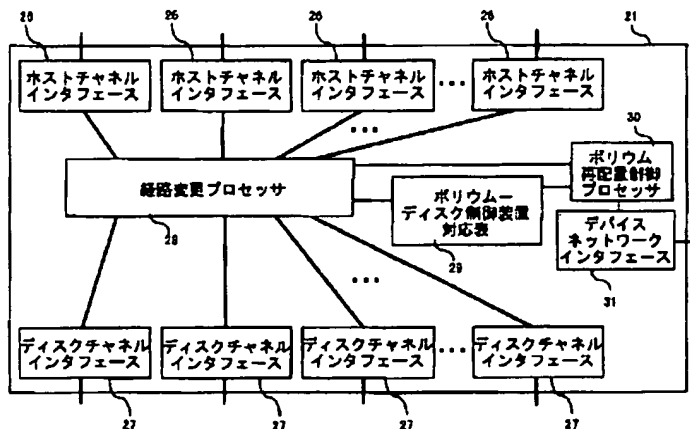 26 26 26 26 21
ホストチャネル ホストチャネル ホストチャネル ホストチャネル
インタフェース インタフェース インタフェース インタフェース
30
ボリウム
再配置制御
プロセッサ
経路変更プロセッサ
28
ボリウムー
ディスク制御装置
対応表
29
デバイス
ネットワーク
インタフェース
31
ディスクチャネル ディスクチャネル ディスクチャネル ディスクチャネル
インタフェース インタフェース インタフェース インタフェース
27 27 27 27